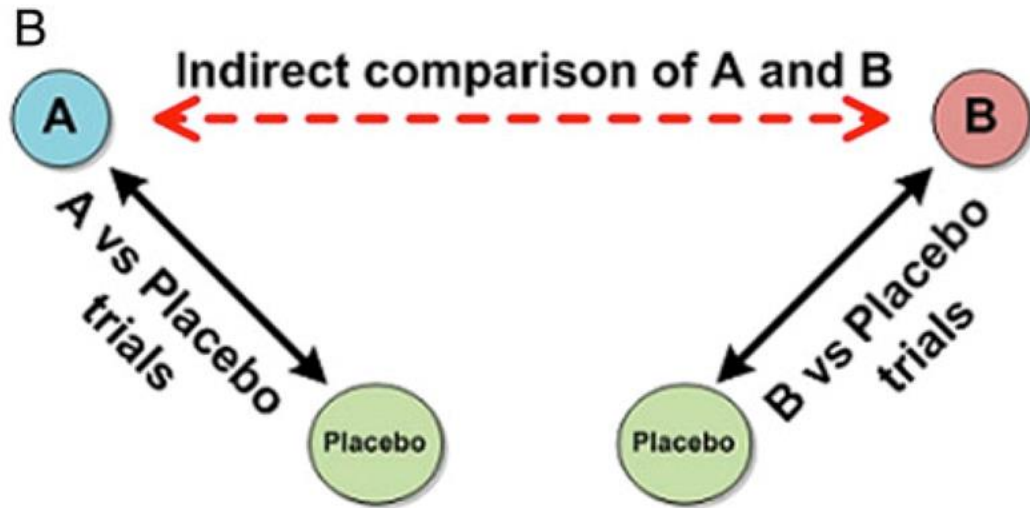 B
Indirect comparison of A and B
A
B
A vs Placebo
trials
B vs Placebo
trials
Placebo
Placebo